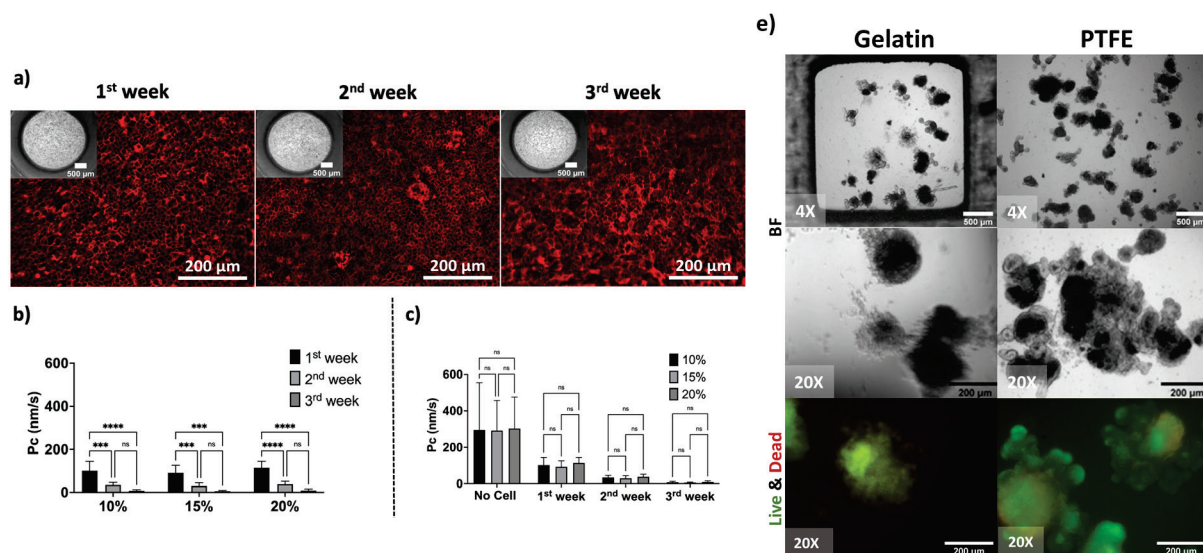 a)
1st week
2nd week
3rd week
500 µm
500 µm
500 µm
200 µm
200 µm
200 µm
b)
Pc (nm/s)
600
400
200
0
1st week
2nd week
3rd week
****
*** ns
***
*** ns
****
**** ns
10%
15%
20%
c)
Pc (nm/s)
600
400
200
0
10%
15%
20%
ns
ns ns
ns
ns ns
ns
ns ns
ns
ns ns
No Cell
1st week
2nd week
3rd week
e)
Gelatin
PTFE
BF
4X
500 µm
4X
500 µm
20X
200 µm
20X
200 µm
Live & Dead
20X
200 µm
20X
200 µm